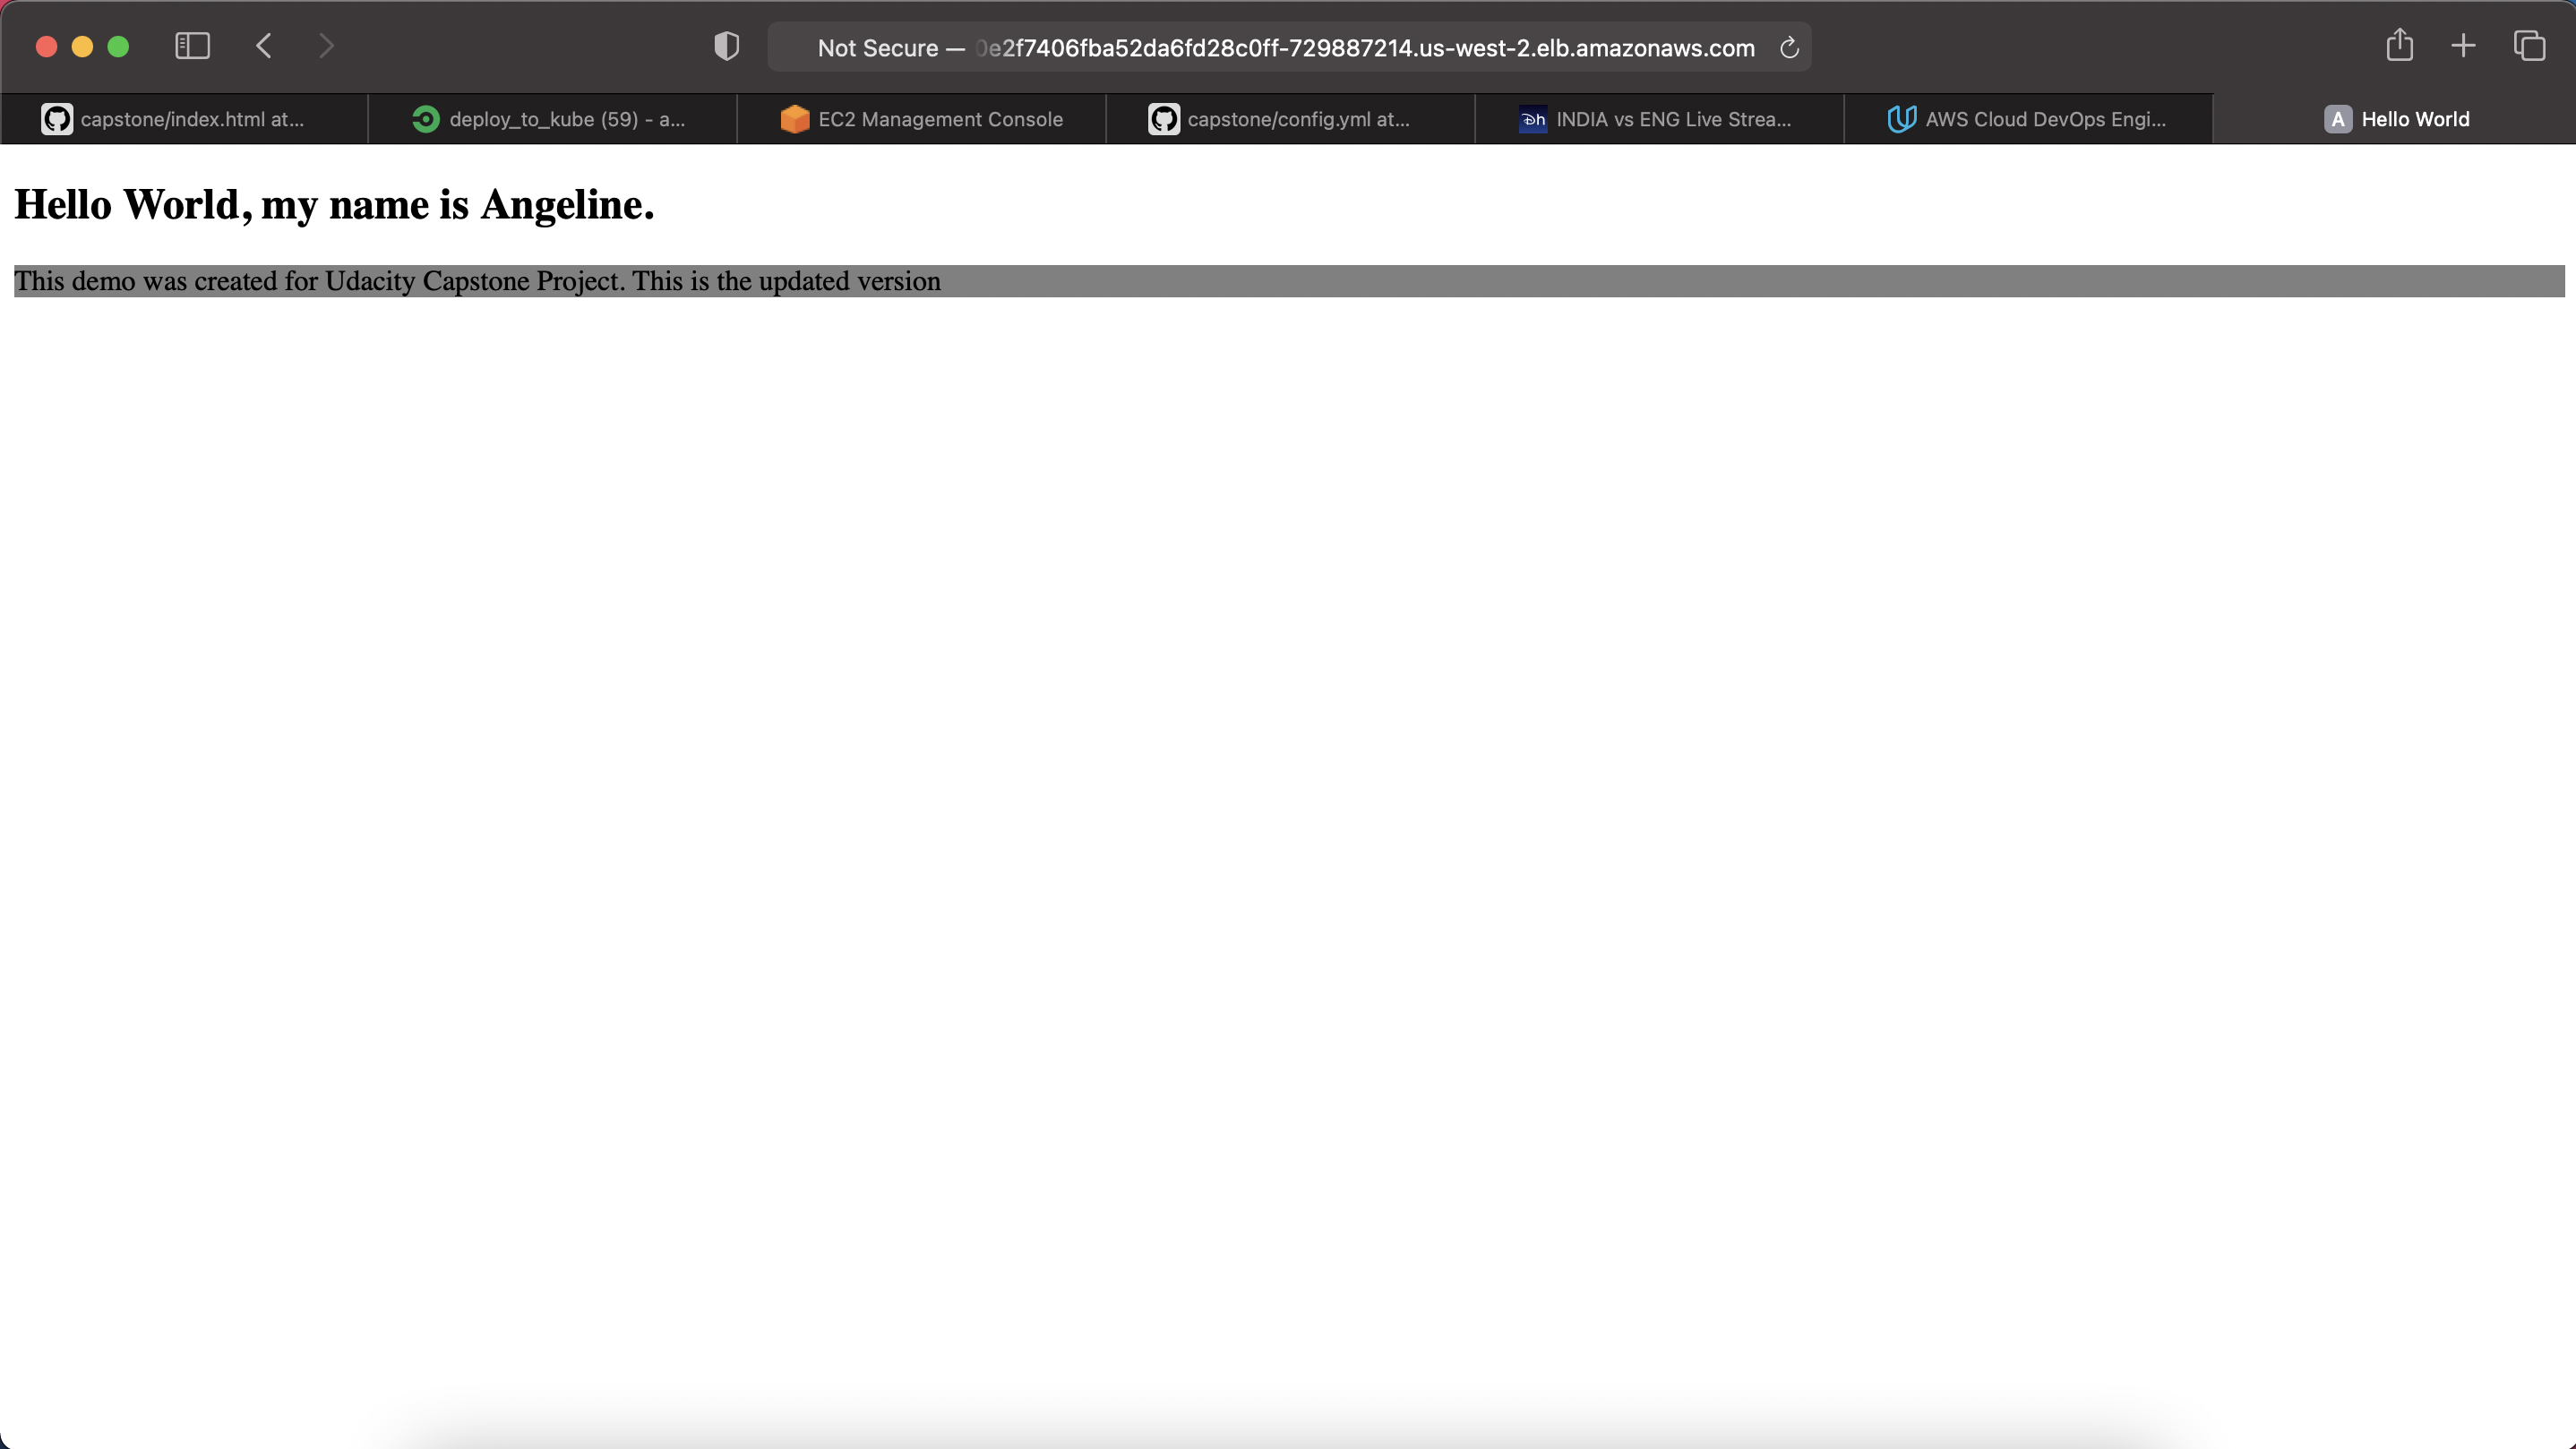 Not Secure — 0e2f7406fba52da6fd28c0ff-729887214.us-west-2.elb.amazonaws.com
capstone/index.html at...
deploy_to_kube (59) - a...
EC2 Management Console
capstone/config.yml at...
Dh INDIA vs ENG Live Strea...
AWS Cloud DevOps Engi...
A Hello World
Hello World, my name is Angeline.
This demo was created for Udacity Capstone Project. This is the updated version